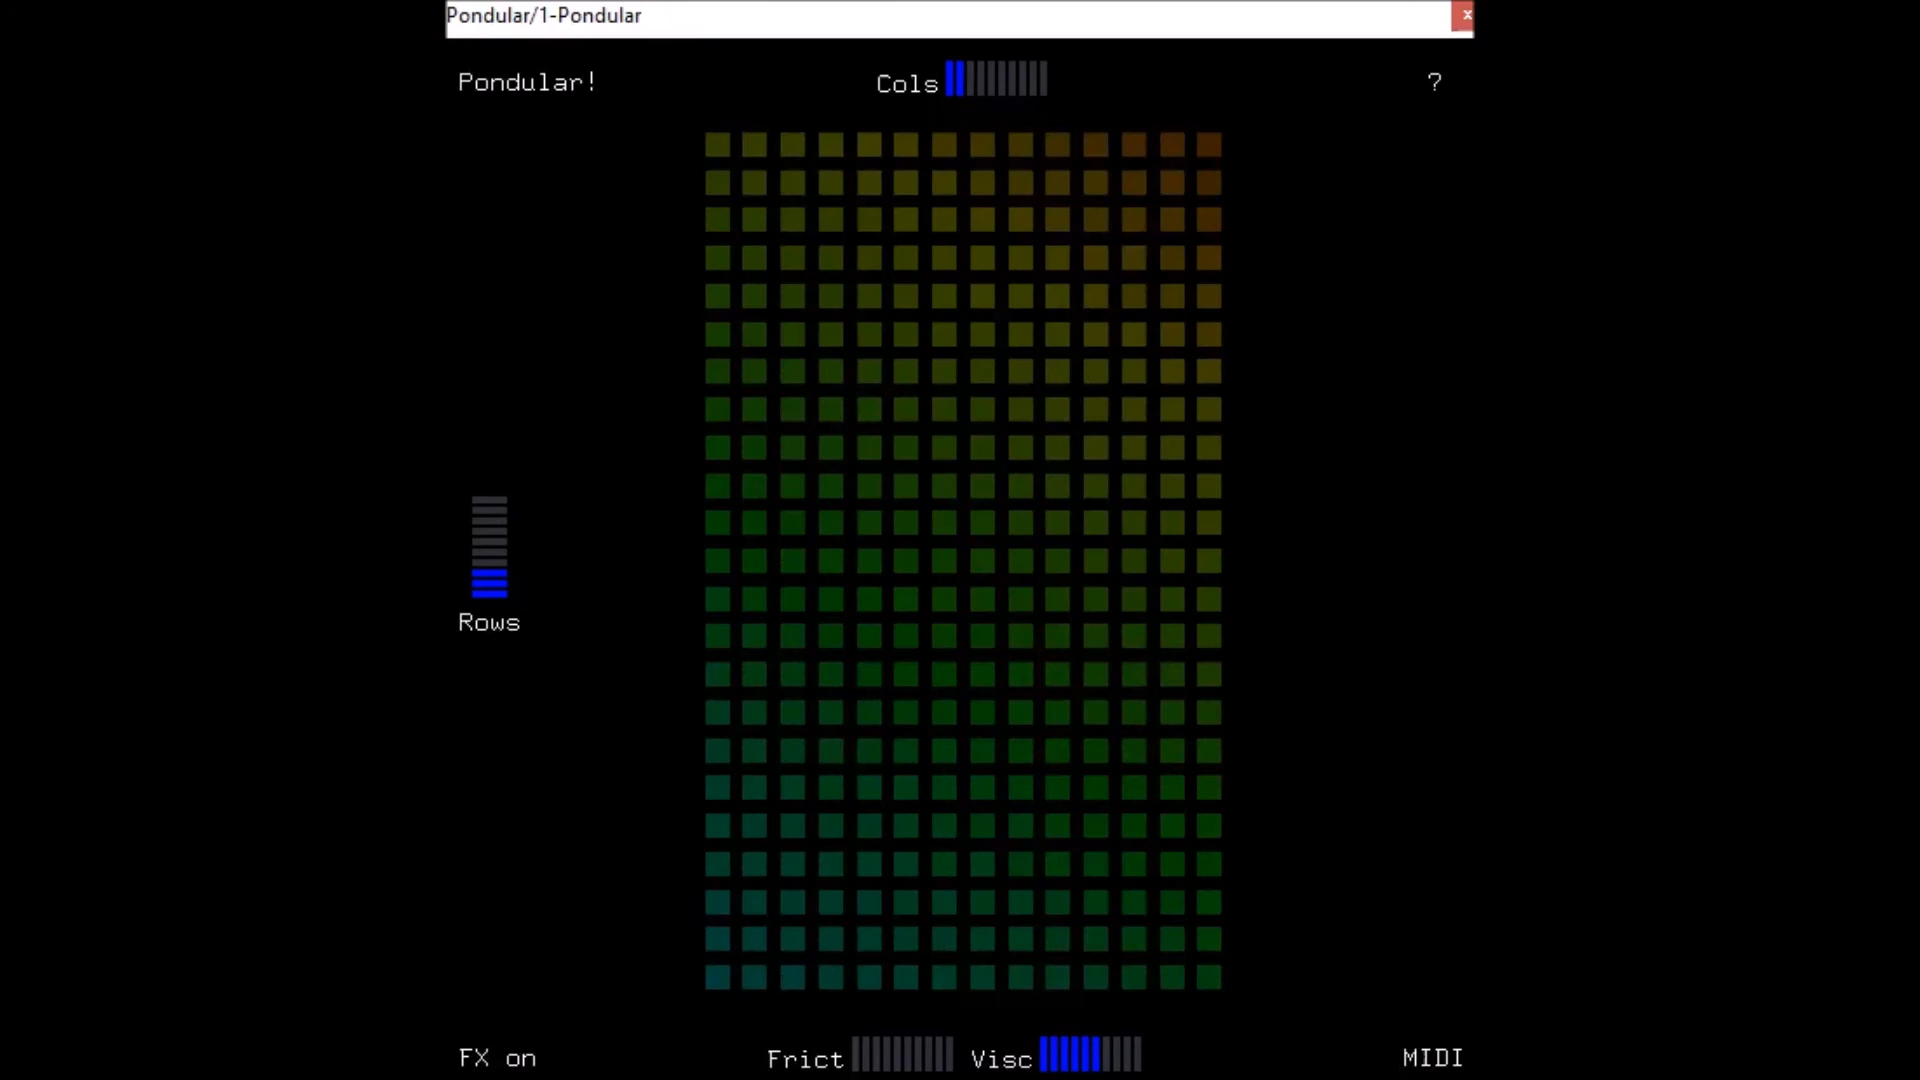 Pondular/1-Pondular
x
Pondular!
Cols
?
Rows
FX on
Frict
Visc
MIDI